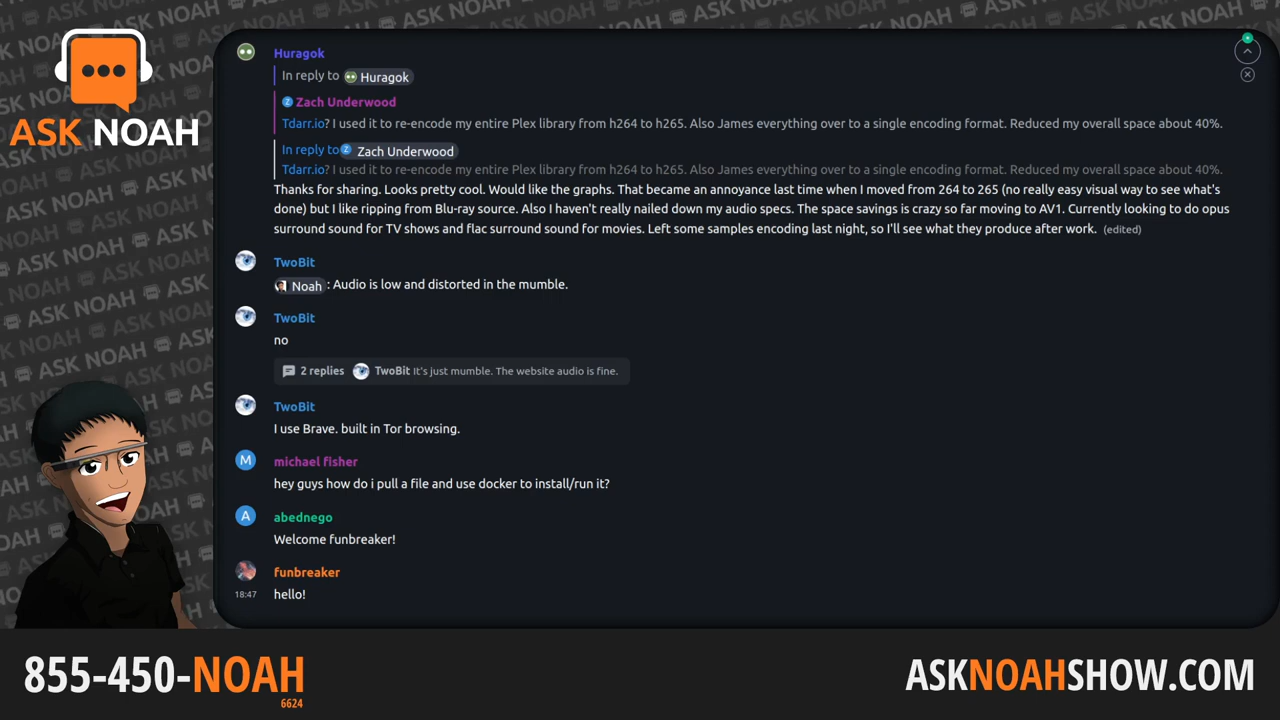 ASK NOAH
Huragok
In reply to Huragok
Zach Underwood
Tdarr.io? I used it to re-encode my entire Plex library from h264 to h265. Also James everything over to a single encoding format. Reduced my overall space about 40%.
In reply to Zach Underwood
Tdarr.io? I used it to re-encode my entire Plex library from h264 to h265. Also James everything over to a single encoding format. Reduced my overall space about 40%.
Thanks for sharing. Looks pretty cool. Would like the graphs. That became an annoyance last time when I moved from 264 to 265 (no really easy visual way to see what's
done) but I like ripping from Blu-ray source. Also I haven't really nailed down my audio specs. The space savings is crazy so far moving to AV1. Currently looking to do opus
surround sound for TV shows and flac surround sound for movies. Left some samples encoding last night, so I'll see what they produce after work. (edited)
TwoBit
Noah : Audio is low and distorted in the mumble.
TwoBit
no
2 replies TwoBit It's just mumble. The website audio is fine.
TwoBit
I use Brave. built in Tor browsing.
M michael fisher
hey guys how do i pull a file and use docker to install/run it?
A abednego
Welcome funbreaker!
funbreaker
18:47 hello!
855-450-NOAH
6624
ASKNOAHSHOW.COM